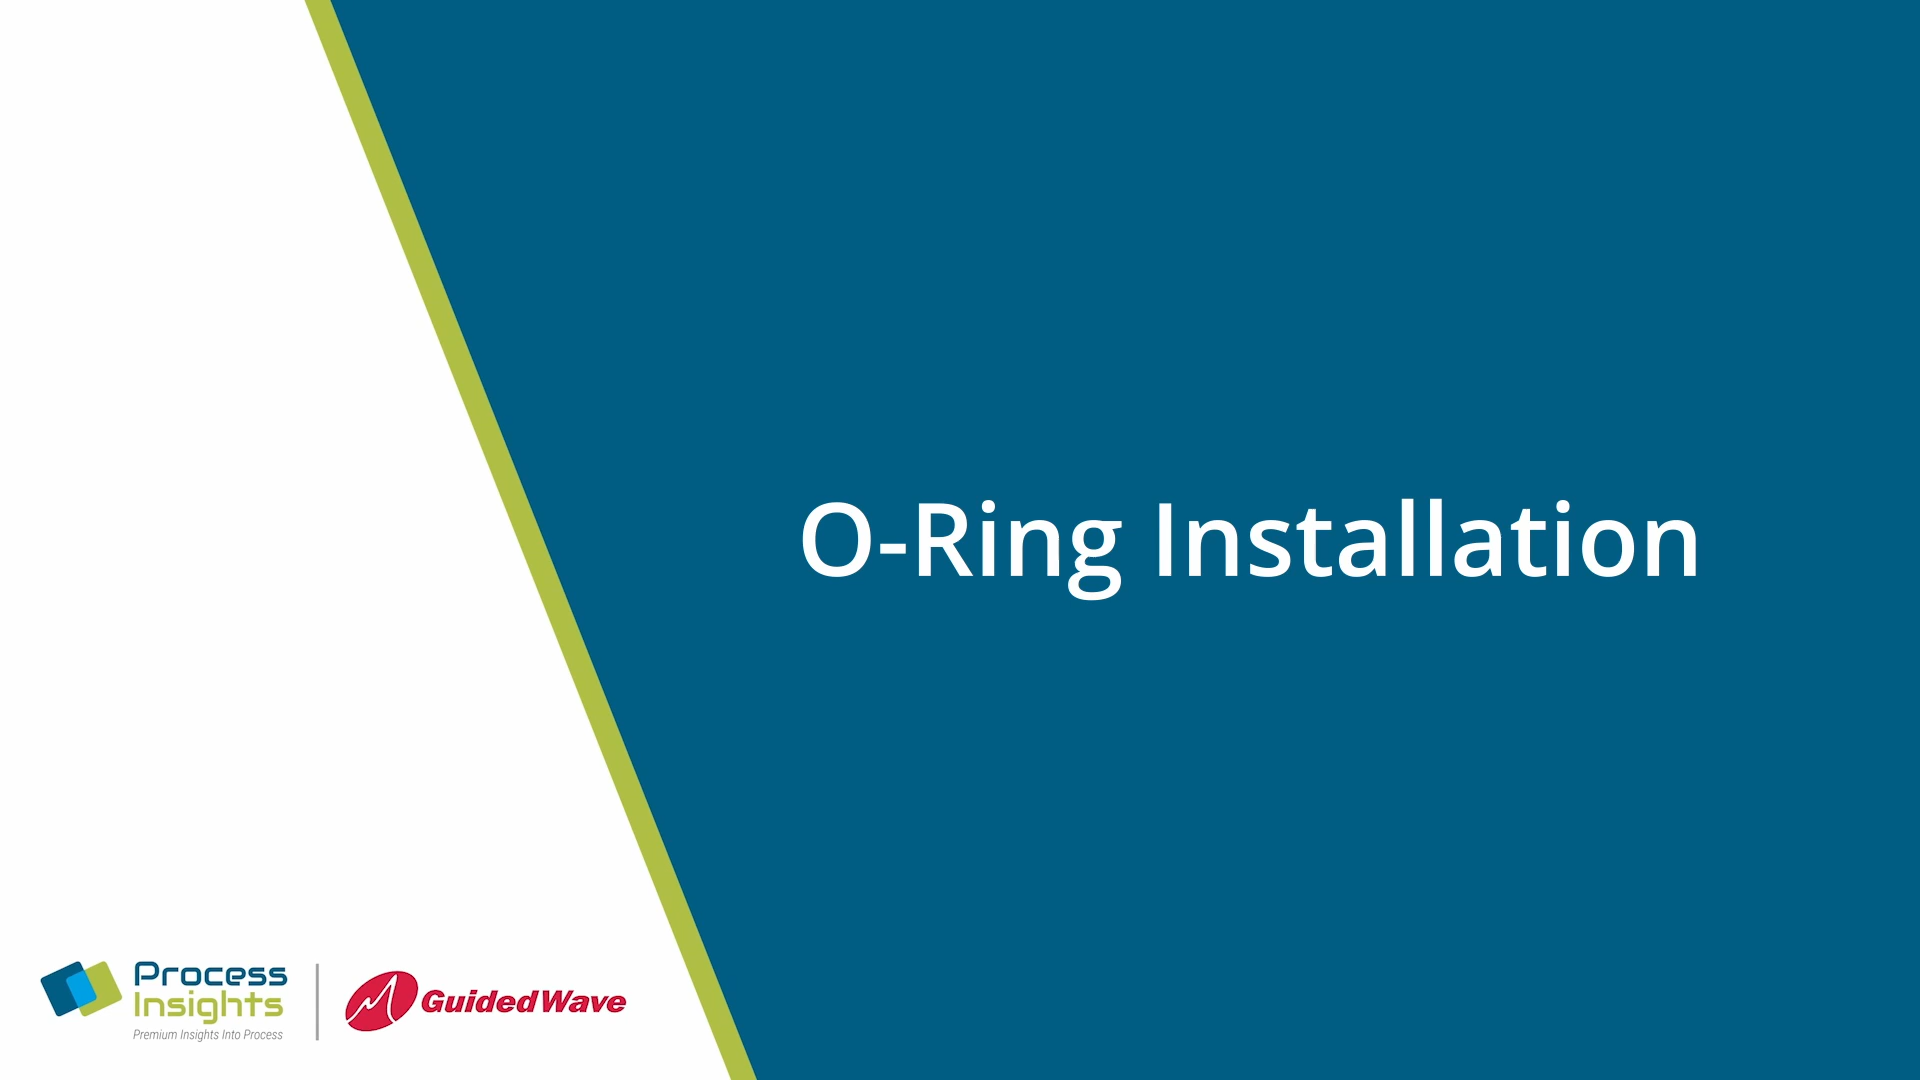 O-Ring Installation
Process
Insights
Premium Insights Into Process
GuidedWave